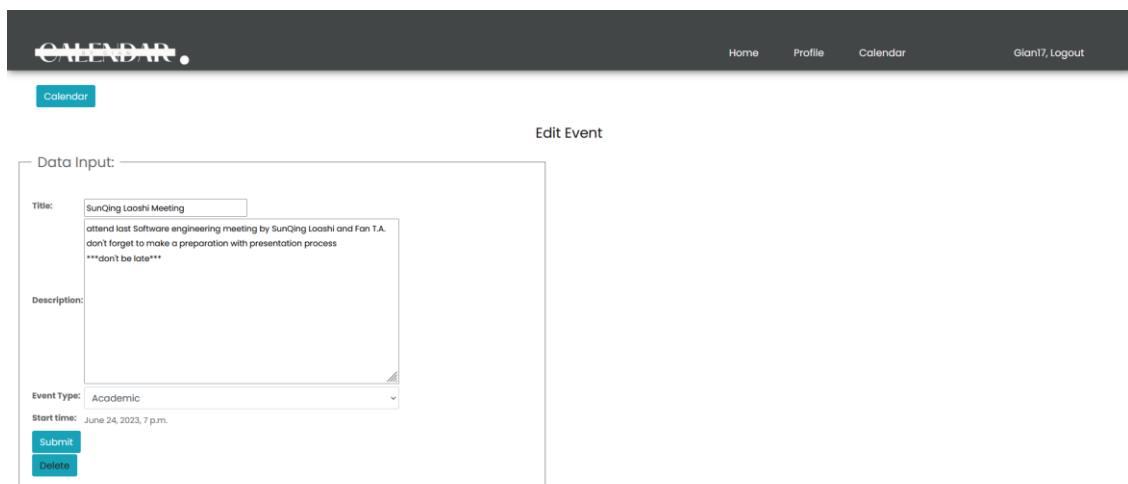 CALENDAR.
Home Profile Calendar Gian17, Logout
Calendar
Edit Event
Data Input:
Title: SunQing Laoshi Meeting
attend last Software engineering meeting by SunQing Loashi and Fan T.A.
don't forget to make a preparation with presentation process
***don't be late***
Description:
Event Type: Academic
Start time: June 24, 2023, 7 p.m.
Submit
Delete